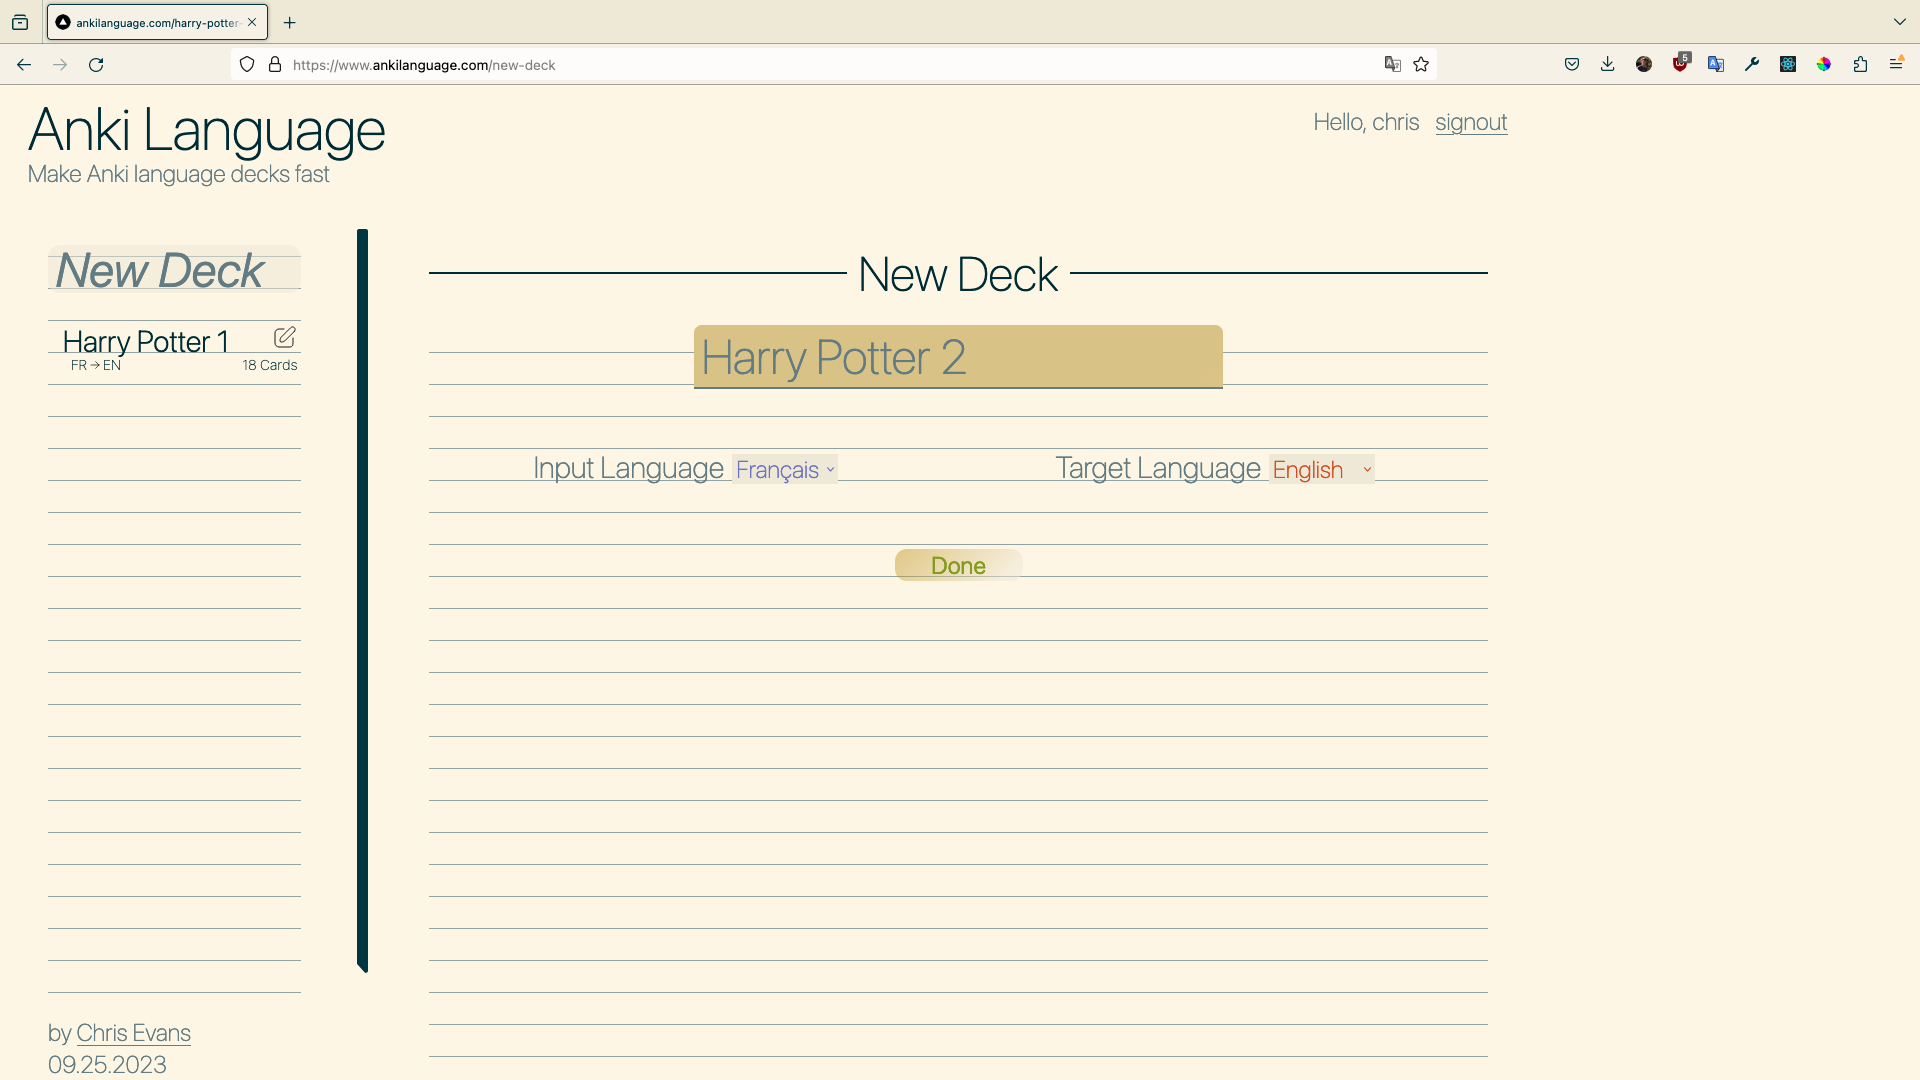 ankilanguage.com/harry-potter-
https://www.ankilanguage.com/new-deck
5
Anki Language
Make Anki language decks fast
Hello, chris signout
New Deck
Harry Potter 1
FR → EN 18 Cards
New Deck
Harry Potter 2
Input Language Français
Target Language English
Done
by Chris Evans
09.25.2023